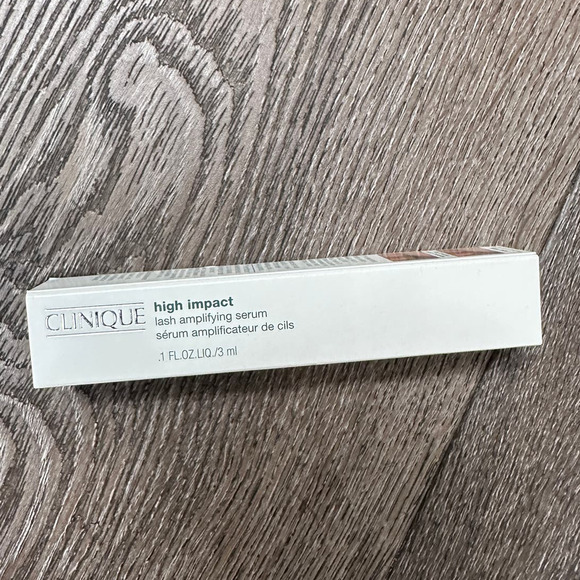 CLINIQUE
high impact
lash amplifying serum
sérum amplificateur de cils
.1 FL.OZ.LIQ./3 ml